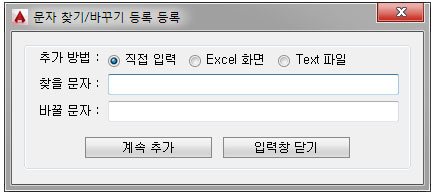 문자 찾기/바꾸기 등록 등록
추가 방법 : 직접 입력 Excel 화면 Text 파일
찾을 문자 :
바꿀 문자 :
계속 추가 입력창 닫기